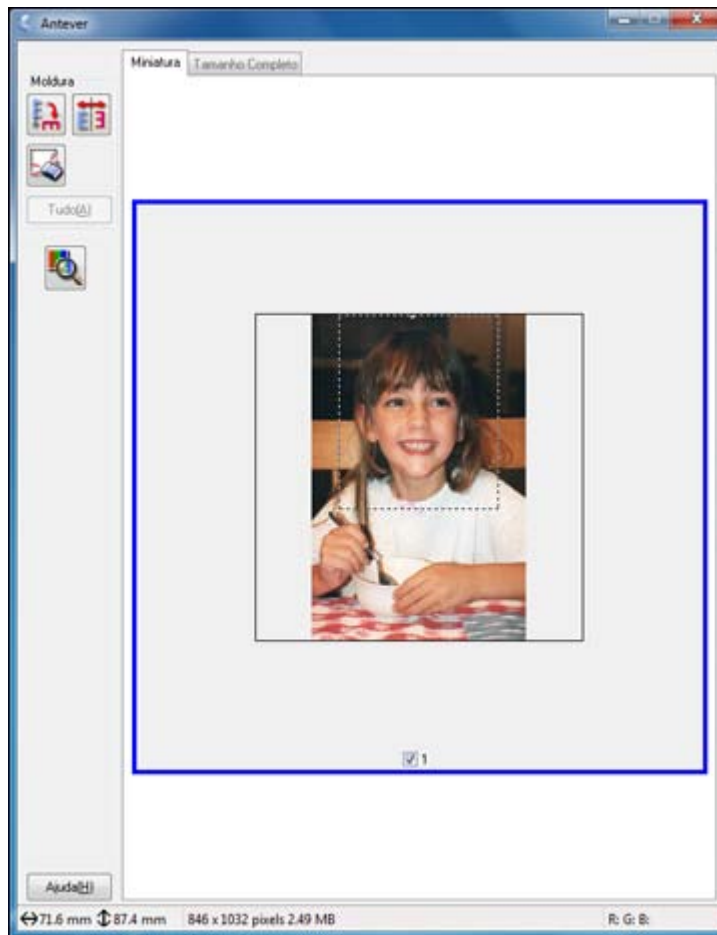 Antever
Miniatura Tamanho Completo
Moldura
Tudo(A)
1
Ajuda(H)
71.6 mm 87.4 mm 846 x 1032 pixels 2.49 MB R: G: B: